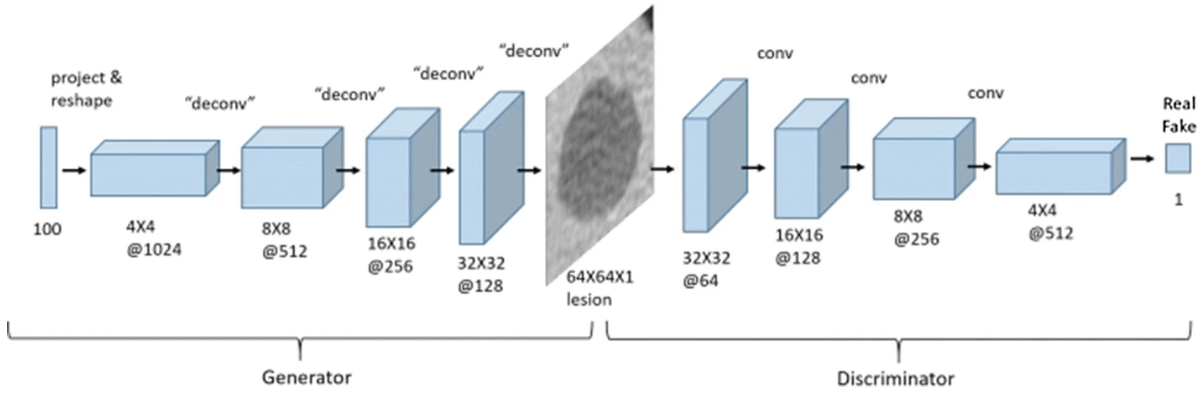 project &
reshape
"deconv"
"deconv"
"deconv"
"deconv"
conv
conv
conv
Real
Fake
100
4X4
@1024
8X8
@512
16X16
@256
32X32
@128
64X64X1
lesion
32X32
@64
16X16
@128
8X8
@256
4X4
@512
1
Generator
Discriminator